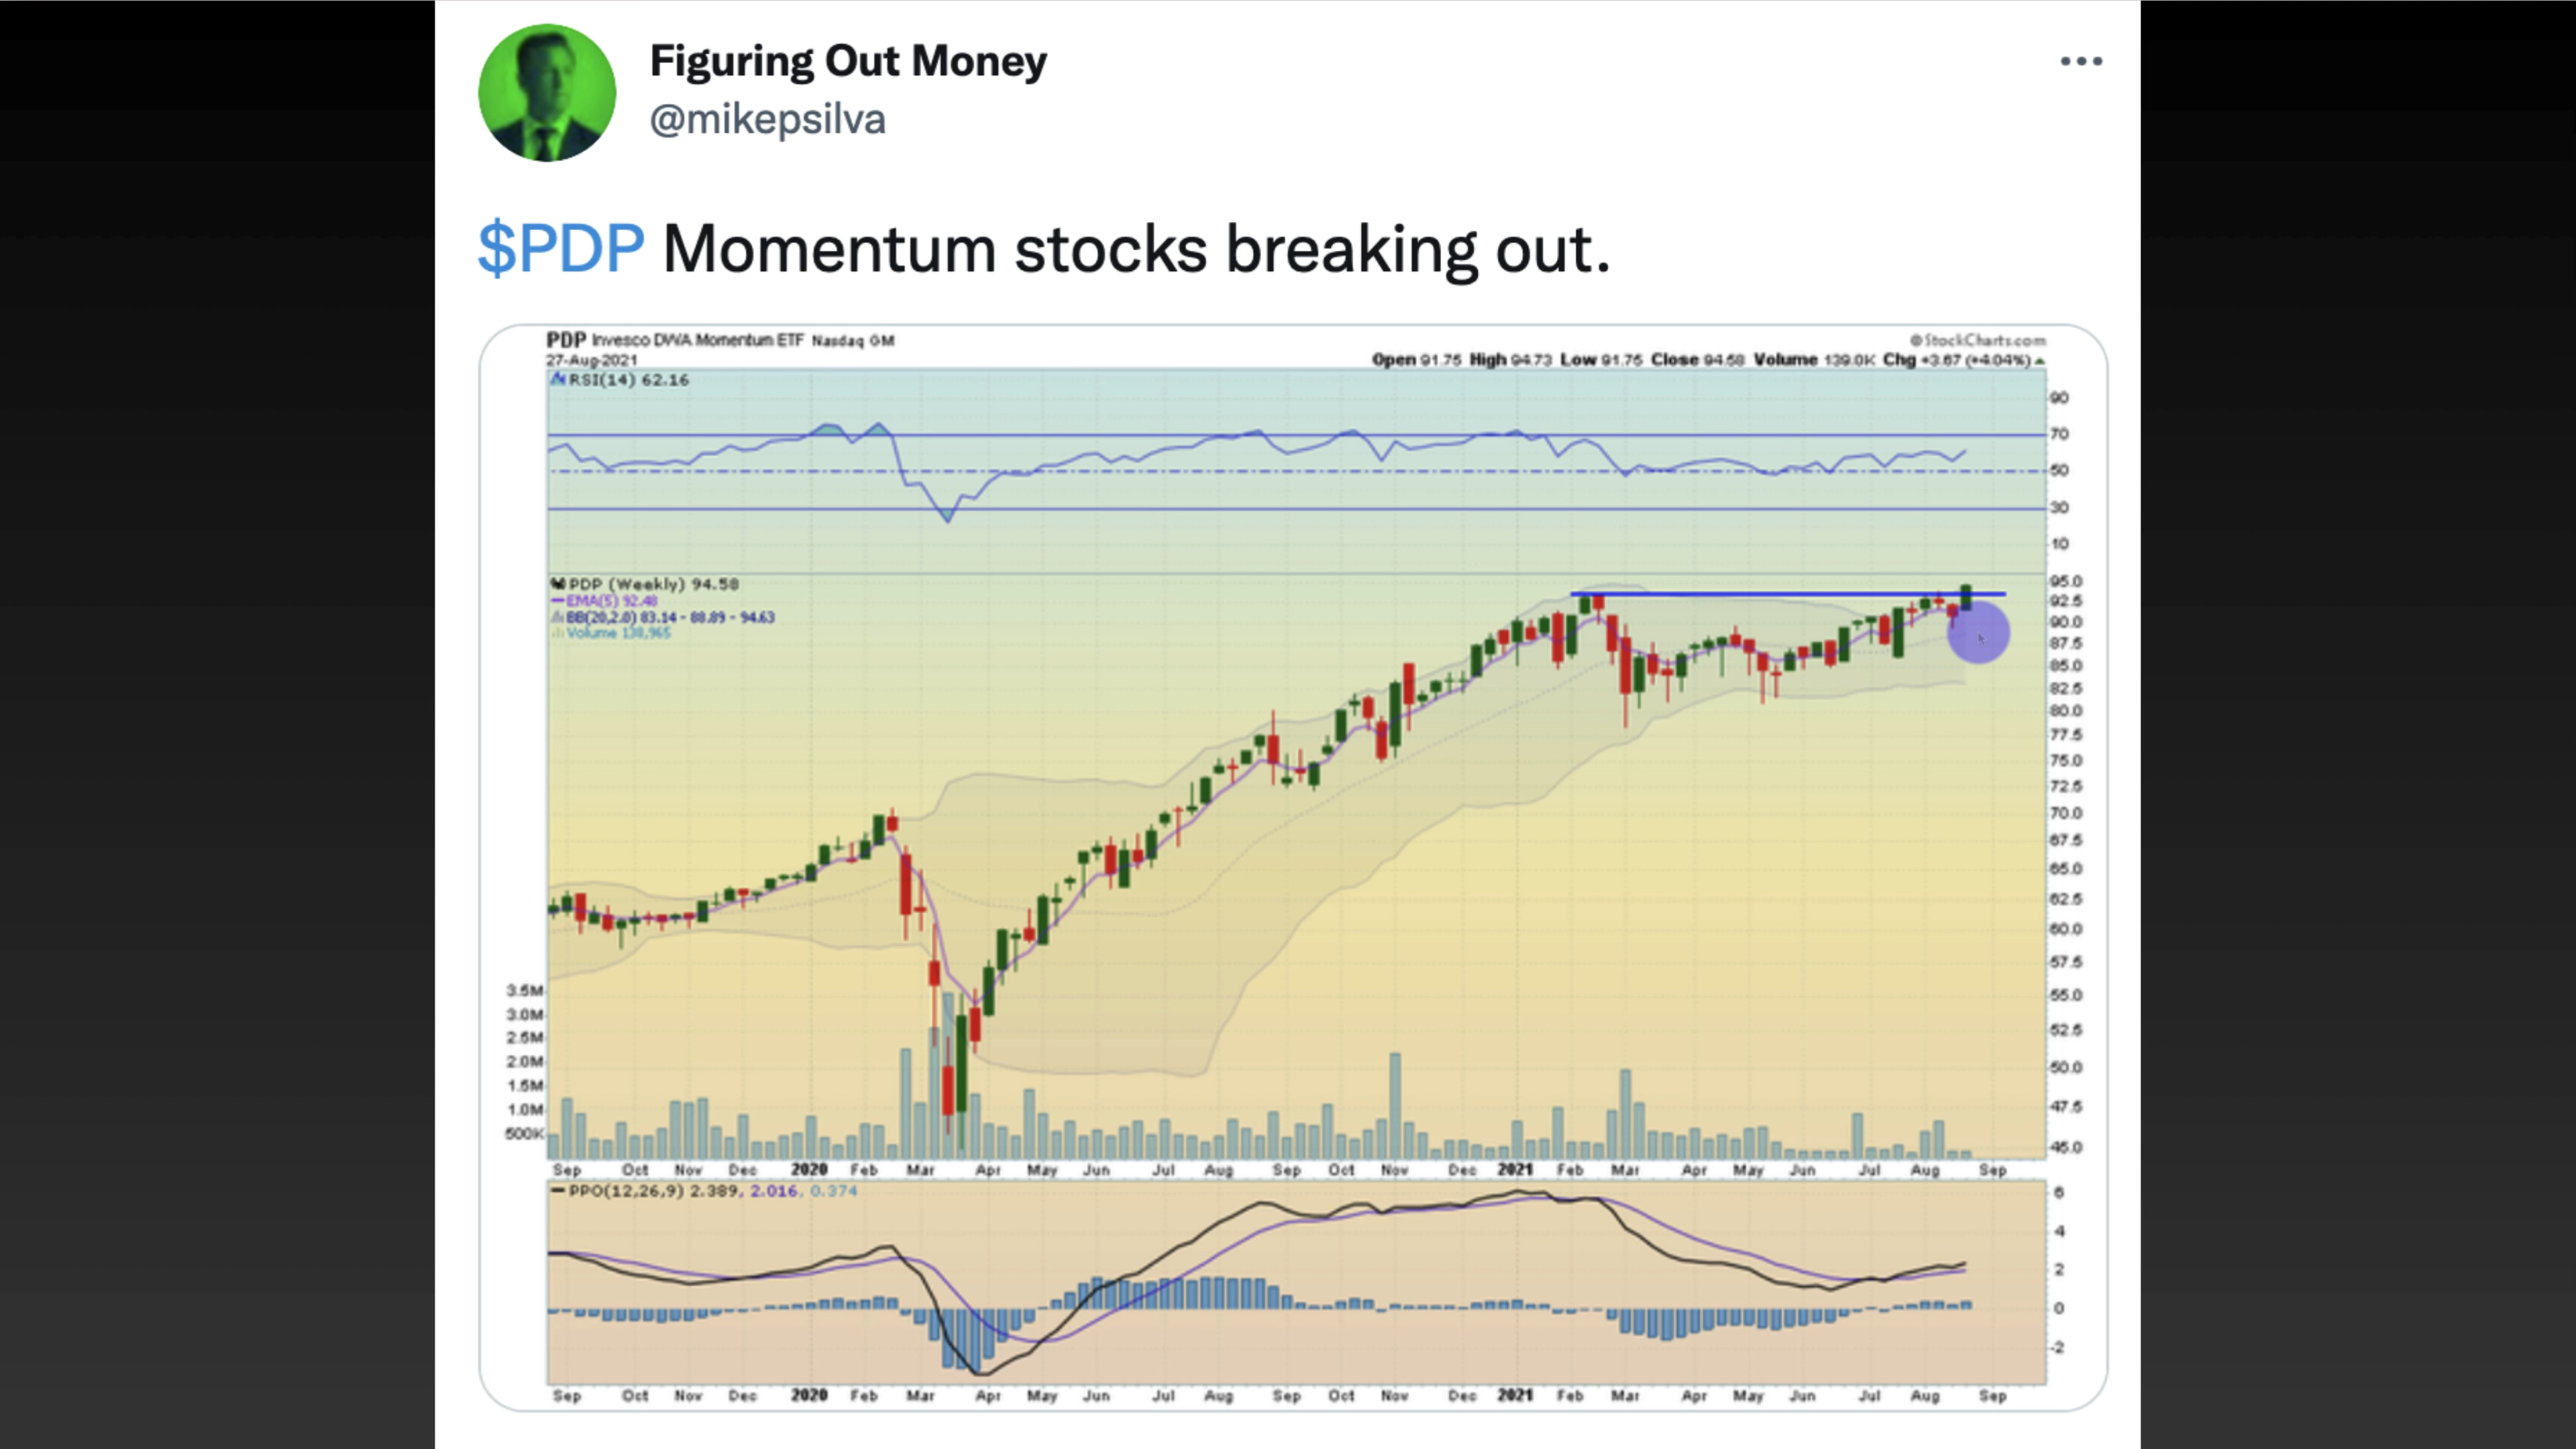 Figuring Out Money
@mikepsilva
$PDP Momentum stocks breaking out.
PDP Invesco DWA Momentum ETF Nasdaq GM
© StockCharts.com
27-Aug-2021
Open 91.75 High 94.73 Low 91.75 Close 94.58 Volume 139.0K Chg +3.67 (+4.04%)
RSI(14) 62.16
90
70
50
30
10
PDP (Weekly) 94.58
EMA(5) 92.48
BB(20,2.0) 83.14 - 88.89 - 94.63
Volume 138,965
95.0
92.5
90.0
87.5
85.0
82.5
80.0
77.5
75.0
72.5
70.0
67.5
65.0
62.5
60.0
57.5
55.0
52.5
50.0
47.5
45.0
3.5M
3.0M
2.5M
2.0M
1.5M
1.0M
500K
Sep Oct Nov Dec 2020 Feb Mar Apr May Jun Jul Aug Sep Oct Nov Dec 2021 Feb Mar Apr May Jun Jul Aug Sep
PPO(12,26,9) 2.389, 2.016, 0.374
6
4
2
0
-2
Sep Oct Nov Dec 2020 Feb Mar Apr May Jun Jul Aug Sep Oct Nov Dec 2021 Feb Mar Apr May Jun Jul Aug Sep